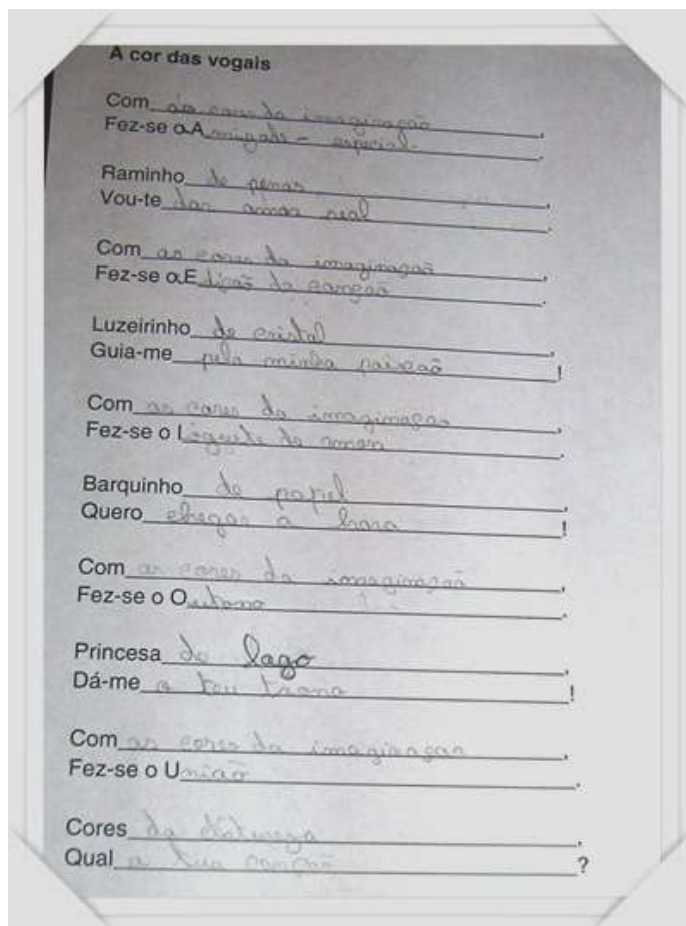 A cor das vogais
Com as cores da imaginação,
Fez-se a Amizade - especial.
Raminho de penas,
Vou-te dar amor real.
Com as cores da imaginação,
Fez-se a Edição da canção.
Luzeirinho de cristal,
Guia-me pela minha paixão!
Com as cores da imaginação,
Fez-se o I do amor.
Barquinho de papel,
Quero chegar a hora!
Com as cores da imaginação,
Fez-se o Outono.
Princesa do lago,
Dá-me o teu trono!
Com as cores da imaginação,
Fez-se o União.
Cores da Natureza,
Qual a tua canção?